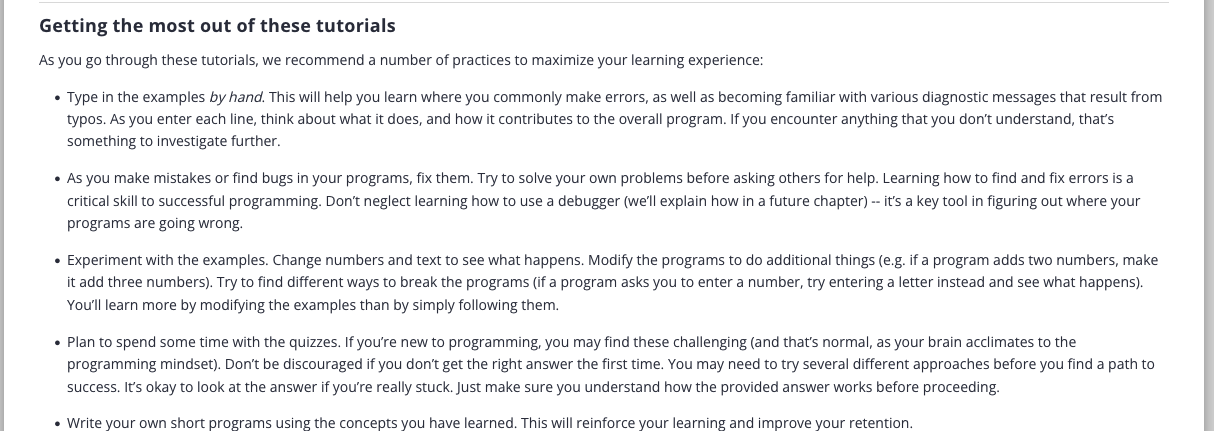 Getting the most out of these tutorials
As you go through these tutorials, we recommend a number of practices to maximize your learning experience:
• Type in the examples by hand. This will help you learn where you commonly make errors, as well as becoming familiar with various diagnostic messages that result from
typos. As you enter each line, think about what it does, and how it contributes to the overall program. If you encounter anything that you don’t understand, that’s
something to investigate further.
• As you make mistakes or find bugs in your programs, fix them. Try to solve your own problems before asking others for help. Learning how to find and fix errors is a
critical skill to successful programming. Don’t neglect learning how to use a debugger (we’ll explain how in a future chapter) -- it’s a key tool in figuring out where your
programs are going wrong.
• Experiment with the examples. Change numbers and text to see what happens. Modify the programs to do additional things (e.g. if a program adds two numbers, make
it add three numbers). Try to find different ways to break the programs (if a program asks you to enter a number, try entering a letter instead and see what happens).
You’ll learn more by modifying the examples than by simply following them.
• Plan to spend some time with the quizzes. If you’re new to programming, you may find these challenging (and that’s normal, as your brain acclimates to the
programming mindset). Don’t be discouraged if you don’t get the right answer the first time. You may need to try several different approaches before you find a path to
success. It’s okay to look at the answer if you’re really stuck. Just make sure you understand how the provided answer works before proceeding.
• Write your own short programs using the concepts you have learned. This will reinforce your learning and improve your retention.